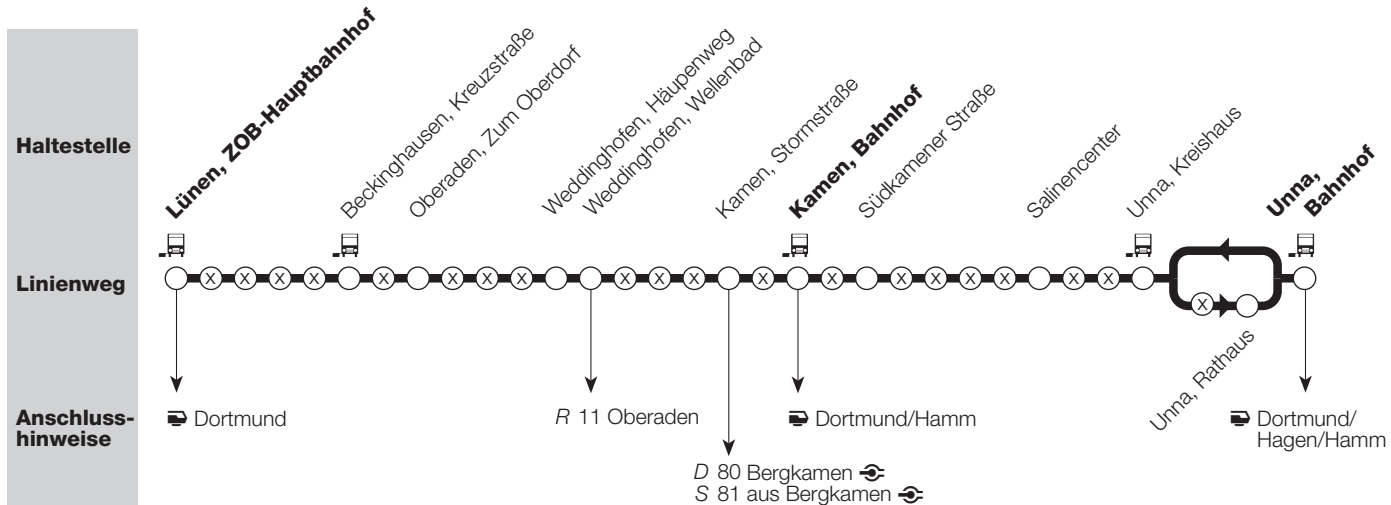 Haltestelle
Lünen, ZOB-Hauptbahnhof
Beckinghausen, Kreuzstraße
Oberaden, Zum Oberdorf
Weddinghofen, Häupenweg
Weddinghofen, Wellenbad
Kamen, Stormstraße
Kamen, Bahnhof
Südkamener Straße
Salinencenter
Unna, Kreishaus
Unna,
Bahnhof
Linienweg
X X X X X X X X X X X X X X X X X X
X
Unna, Rathaus
Anschluss-
hinweise
Dortmund
R 11 Oberaden
D 80 Bergkamen
S 81 aus Bergkamen
Dortmund/Hamm
Dortmund/
Hagen/Hamm